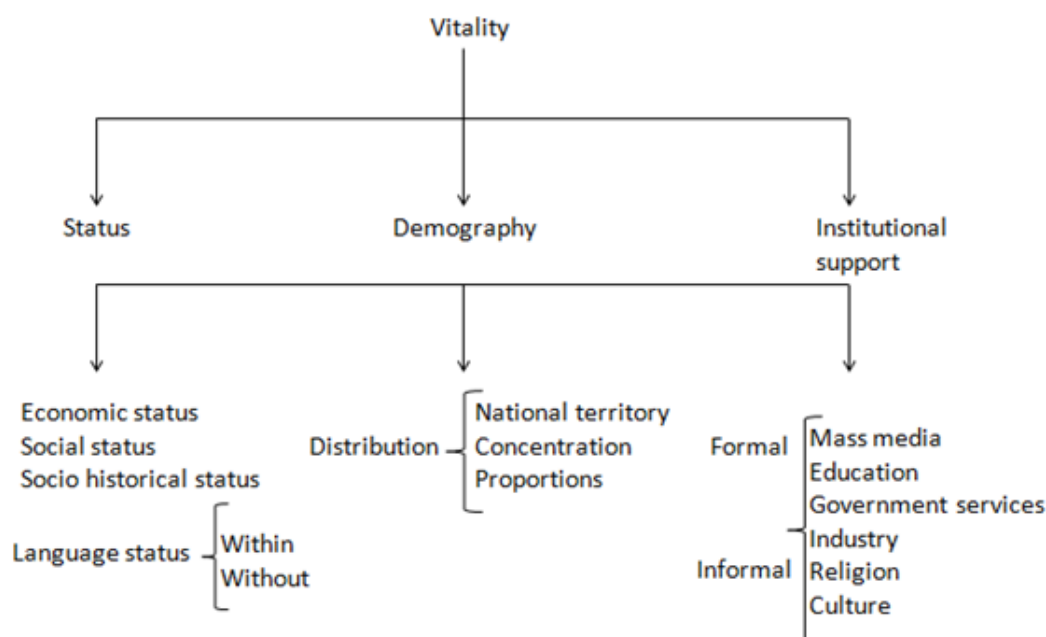 Vitality
Status
Demography
Institutional
support
Economic status
Social status
Socio historical status
Language status
Within
Without
Distribution
National territory
Concentration
Proportions
Formal
Informal
Mass media
Education
Government services
Industry
Religion
Culture